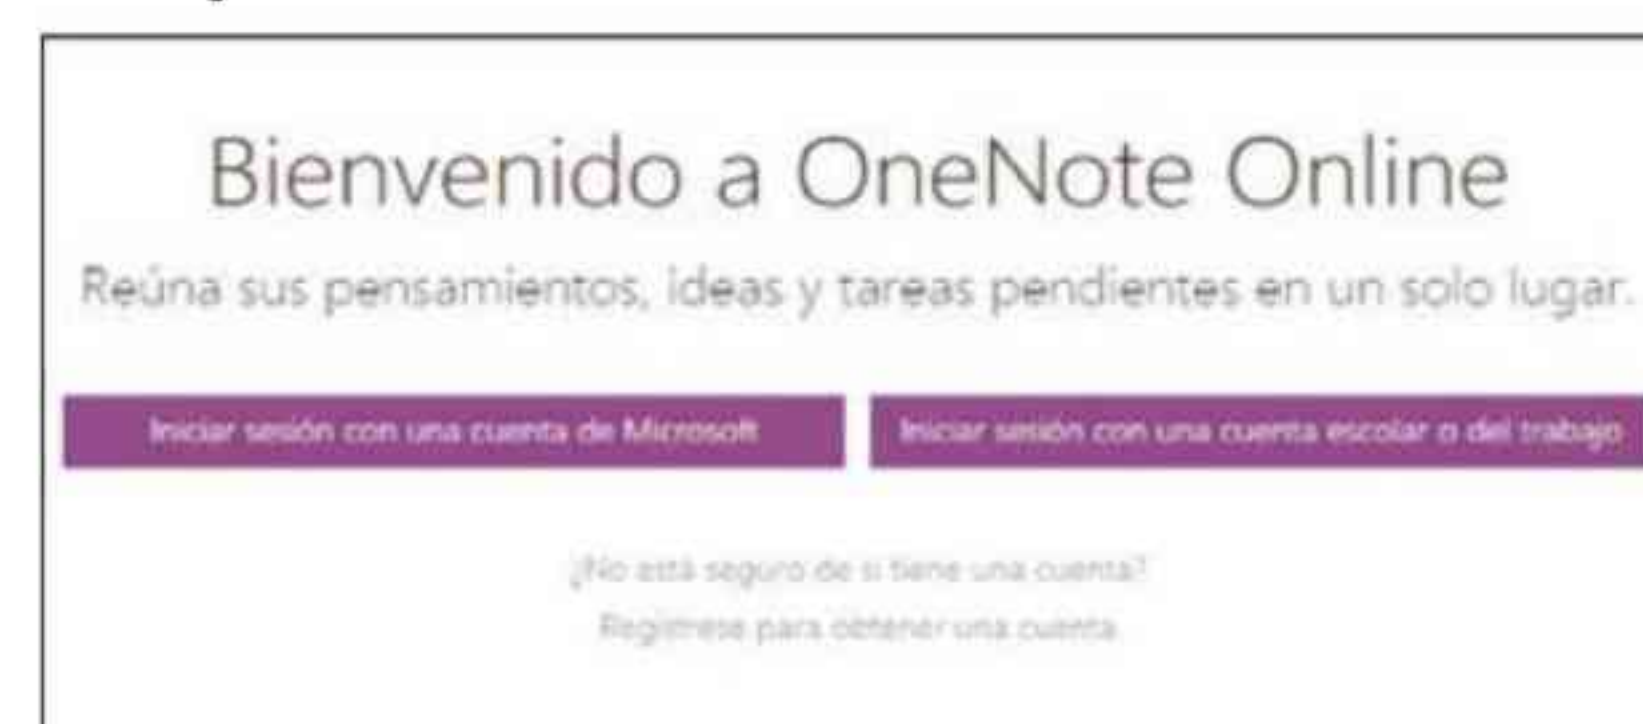 Bienvenido a OneNote Online
Reúna sus pensamientos, ideas y tareas pendientes en un solo lugar.
Iniciar sesión con una cuenta de Microsoft
Iniciar sesión con una cuenta escolar o del trabajo
¿No está seguro de si tiene una cuenta?
Regístrese para obtener una cuenta.